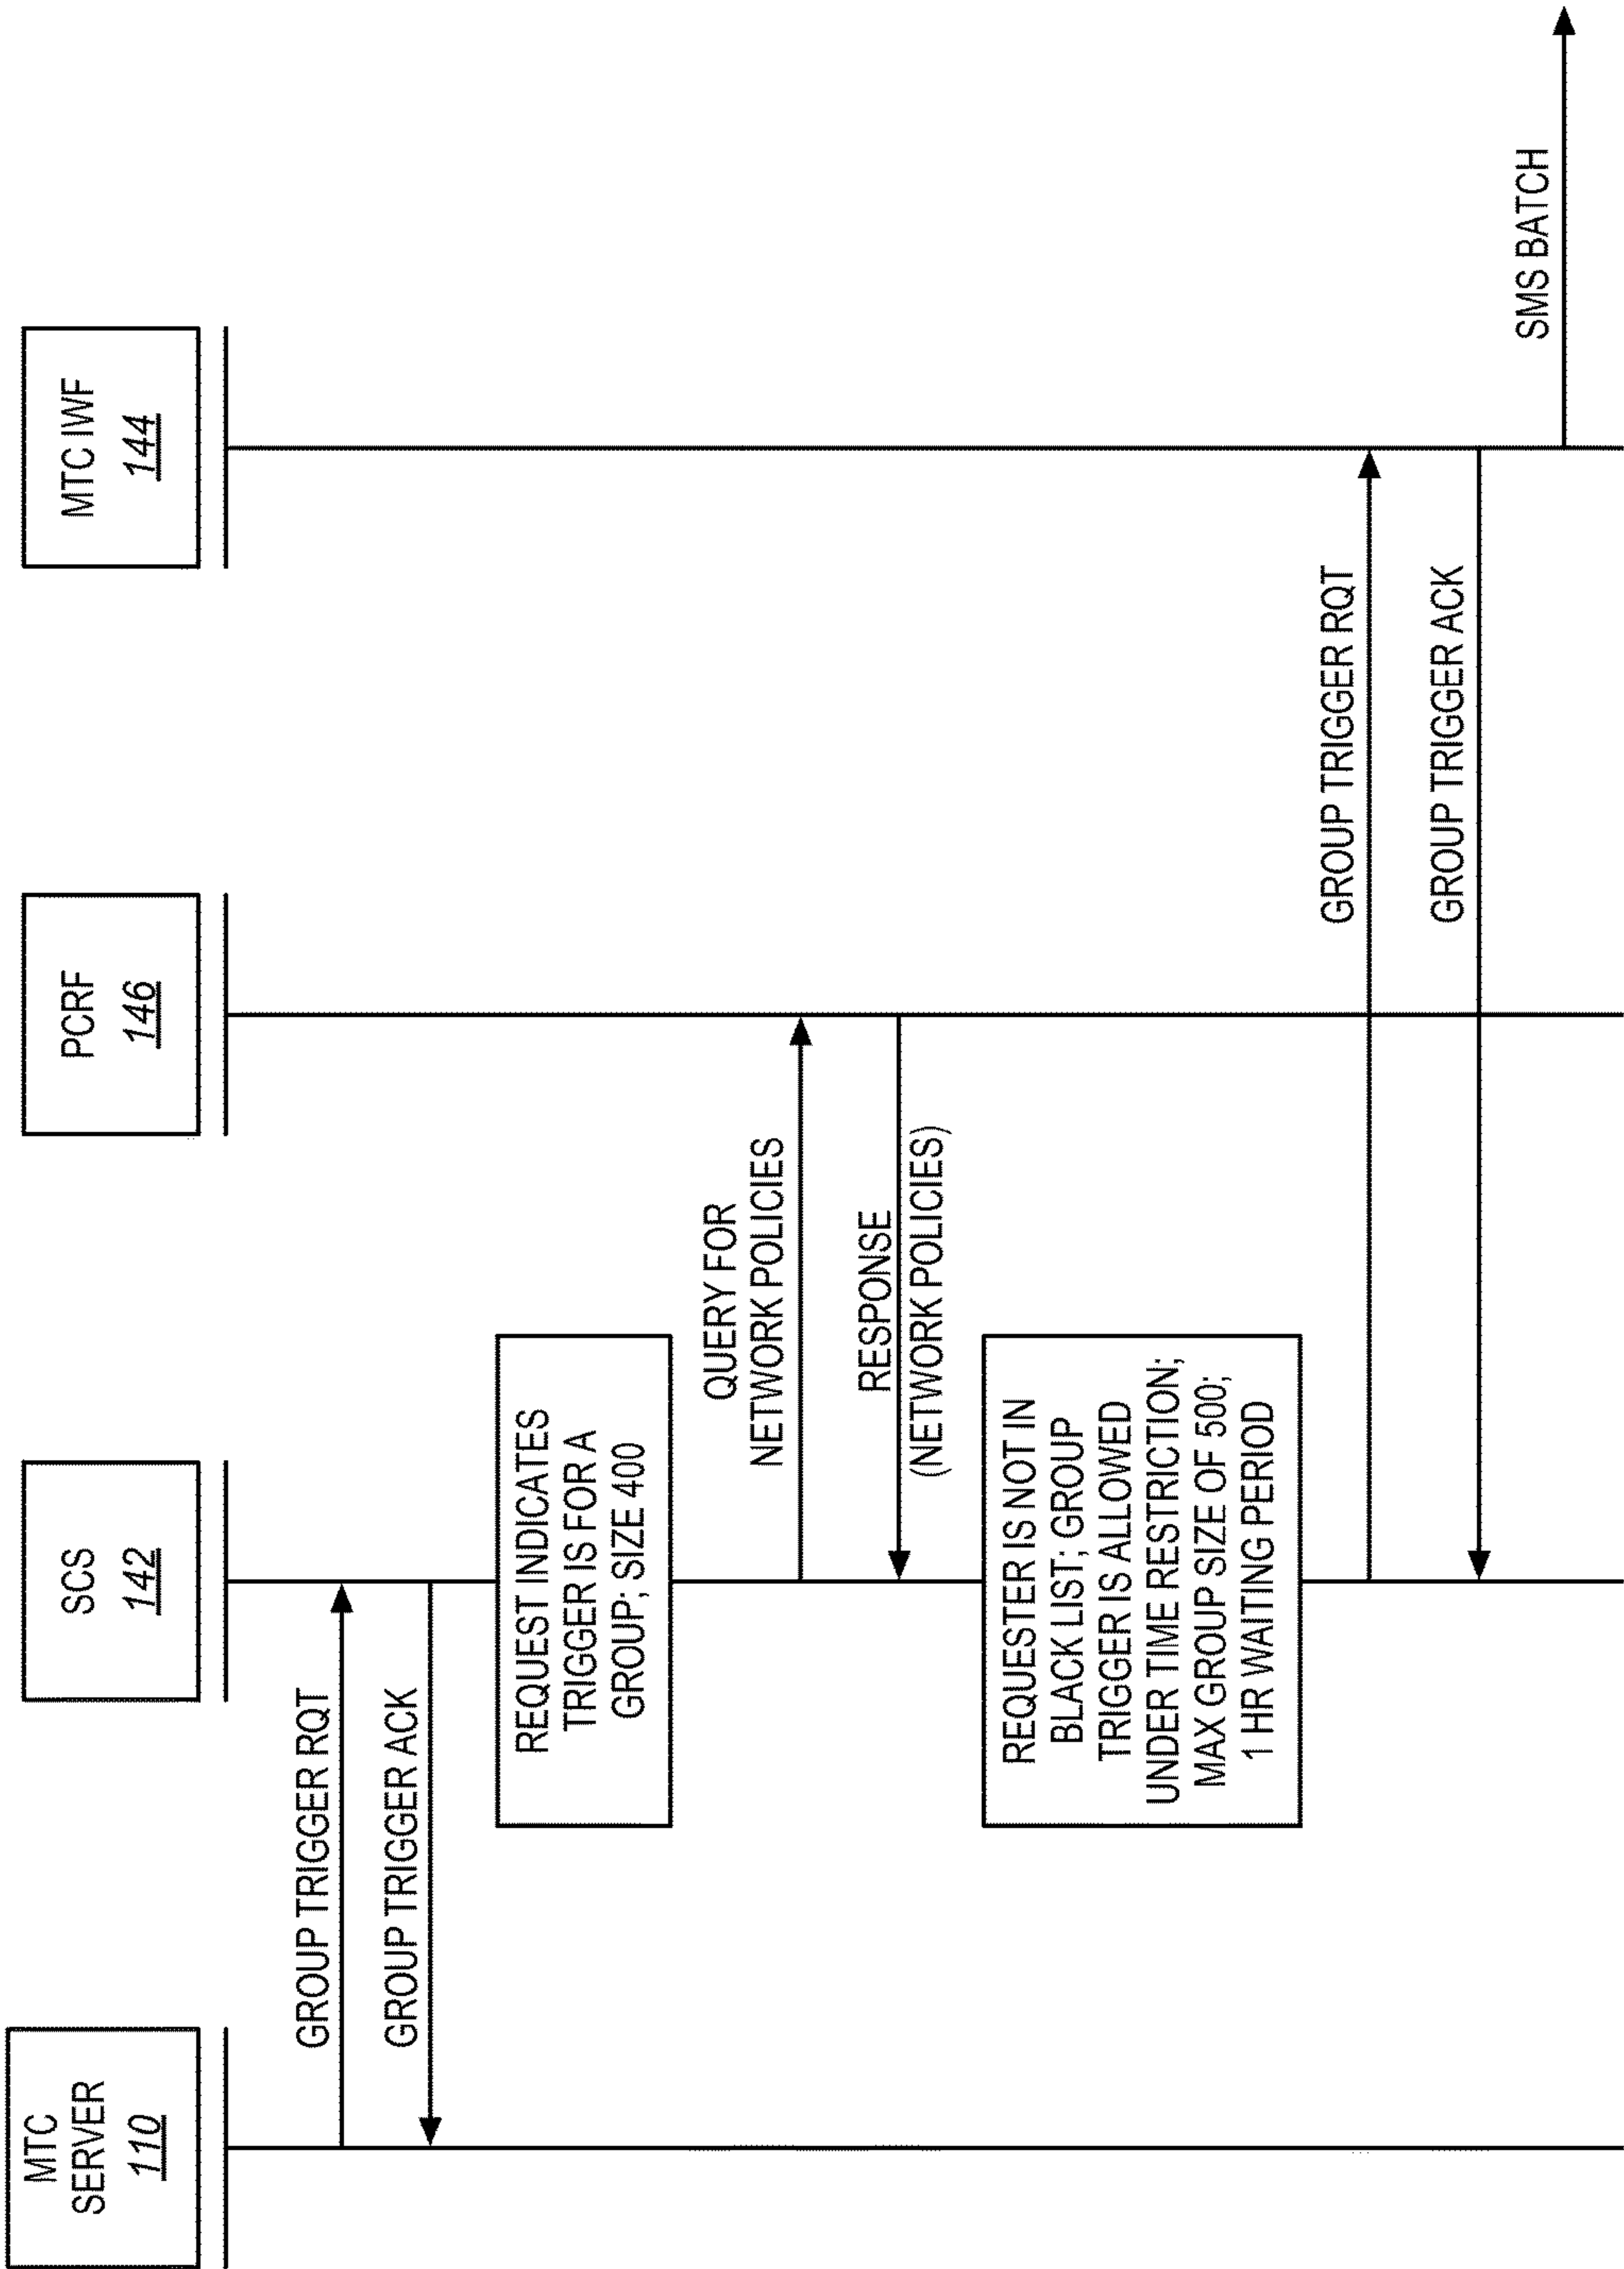 MTC
SERVER
110
SCS
142
PCRF
146
MTC IWF
144
GROUP TRIGGER RQT
GROUP TRIGGER ACK
REQUEST INDICATES
TRIGGER IS FOR A
GROUP; SIZE 400
QUERY FOR
NETWORK POLICIES
RESPONSE
(NETWORK POLICIES)
REQUESTER IS NOT IN
BLACK LIST; GROUP
TRIGGER IS ALLOWED
UNDER TIME RESTRICTION;
MAX GROUP SIZE OF 500;
1 HR WAITING PERIOD
GROUP TRIGGER RQT
GROUP TRIGGER ACK
SMS BATCH